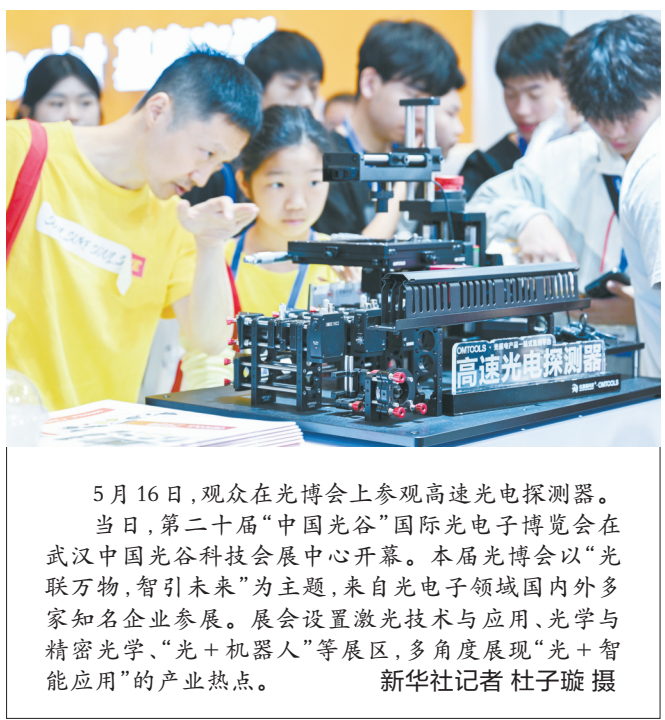 OMTOOLS
高速光电探测器
OMTOOLS
5月16日,观众在光博会上参观高速光电探测器。
当日,第二十届“中国光谷”国际光电子博览会在
武汉中国光谷科技会展中心开幕。本届光博会以“光
联万物,智引未来”为主题,来自光电子领域国内外多
家知名企业参展。展会设置激光技术与应用、光学与
精密光学、“光+机器人”等展区,多角度展现“光+智
能应用”的产业热点。 新华社记者 杜子璇 摄